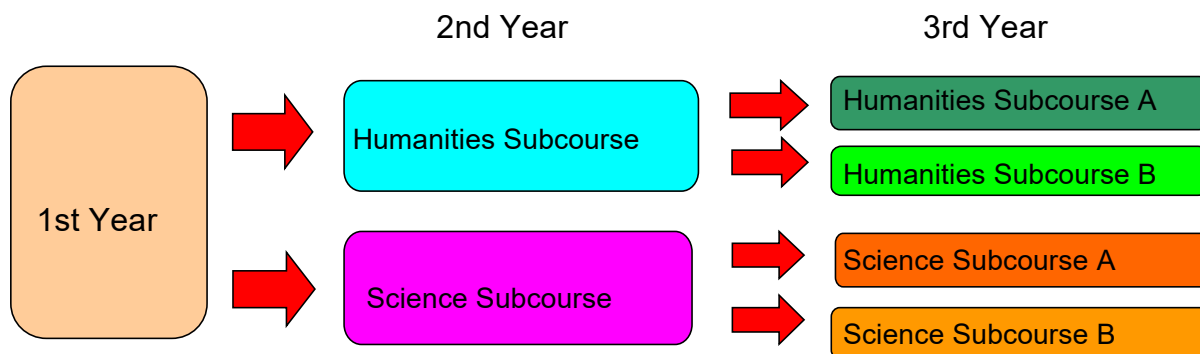 2nd Year
3rd Year
1st Year
Humanities Subcourse
Science Subcourse
Humanities Subcourse A
Humanities Subcourse B
Science Subcourse A
Science Subcourse B